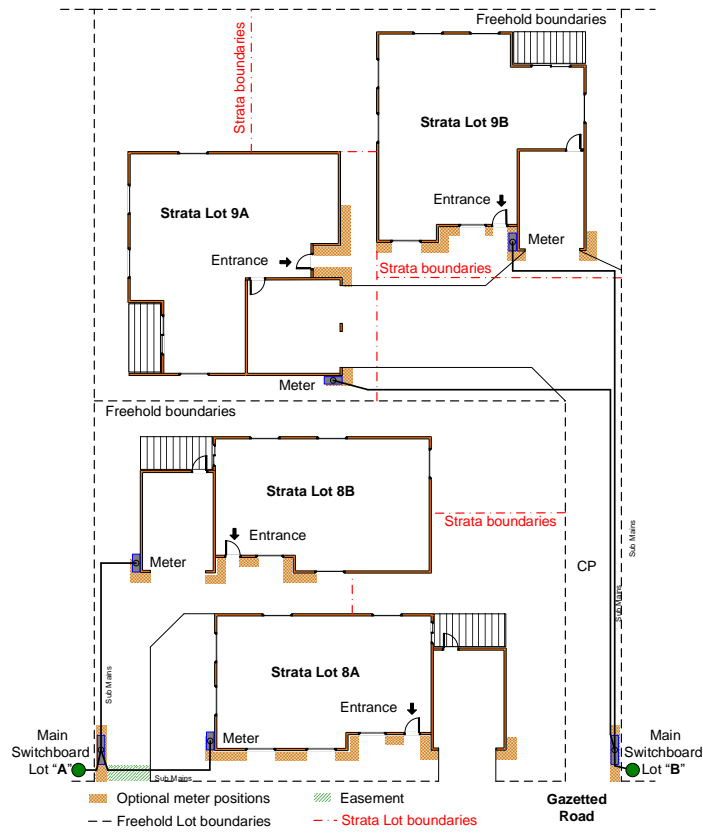 Freehold boundaries
Strata boundaries
Strata Lot 9B
Entrance
Meter
Strata Lot 9A
Entrance
Strata boundaries
Meter
Freehold boundaries
Strata Lot 8B
Entrance
Strata boundaries
Meter
Sub Mains
CP
Sub Mains
Strata Lot 8A
Entrance
Sub Mains
Meter
Main
Switchboard
Lot “A”
Main
Switchboard
Lot “B”
Sub Mains
Optional meter positions
Easement
Gazetted
Road
Freehold Lot boundaries
Strata Lot boundaries